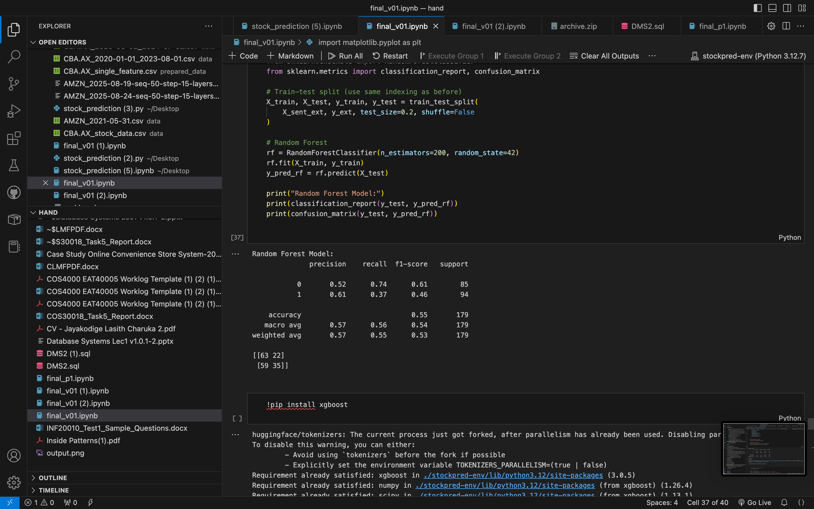 final_v01.ipynb — hand
EXPLORER
OPEN EDITORS
CBA.AX_2020-01-01_2023-08-01.csv data
CBA.AX_single_feature.csv prepared_data
AMZN_2025-08-19-seq-50-step-15-layers...
AMZN_2025-08-24-seq-50-step-15-layers...
stock_prediction (3).py ~/Desktop
AMZN_2021-05-31.csv data
CBA.AX_stock_data.csv data
final_v01 (1).ipynb
stock_prediction (2).py ~/Desktop
stock_prediction (5).ipynb ~/Desktop
final_v01.ipynb
final_v01 (2).ipynb
HAND
~$LMFPDF.docx
~$S30018_Task5_Report.docx
Case Study Online Convenience Store System-20...
CLMFPDF.docx
COS4000 EAT40005 Worklog Template (1) (2) (1)...
COS4000 EAT40005 Worklog Template (1) (2) (1)...
COS4000 EAT40005 Worklog Template (1) (2) (1)...
COS30018_Task5_Report.docx
CV - Jayakodige Lasith Charuka 2.pdf
Database Systems Lec1 v1.0.1-2.pptx
DMS2 (1).sql
DMS2.sql
final_p1.ipynb
final_v01 (1).ipynb
final_v01 (2).ipynb
final_v01.ipynb
INF20010_Test1_Sample_Questions.docx
Inside Patterns(1).pdf
output.png
OUTLINE
TIMELINE
stock_prediction (5).ipynb
final_v01.ipynb
final_v01 (2).ipynb
archive.zip
DMS2.sql
final_p1.ipynb
final_v01.ipynb > import matplotlib.pyplot as plt
+ Code + Markdown Run All Restart Execute Group 1 Execute Group 2 Clear All Outputs ... stockpred-env (Python 3.12.7)
from sklearn.metrics import classification_report, confusion_matrix
# Train-test split (use same indexing as before)
X_train, X_test, y_train, y_test = train_test_split(
X_sent_ext, y_ext, test_size=0.2, shuffle=False
)
# Random Forest
rf = RandomForestClassifier(n_estimators=200, random_state=42)
rf.fit(X_train, y_train)
y_pred_rf = rf.predict(X_test)
print("Random Forest Model:")
print(classification_report(y_test, y_pred_rf))
print(confusion_matrix(y_test, y_pred_rf))
[37]
Python
Random Forest Model:
precision recall f1-score support
0 0.52 0.74 0.61 85
1 0.61 0.37 0.46 94
accuracy 0.55 179
macro avg 0.57 0.56 0.54 179
weighted avg 0.57 0.55 0.53 179
[[63 22]
[59 35]]
!pip install xgboost
[ ]
Python
huggingface/tokenizers: The current process just got forked, after parallelism has already been used. Disabling par
To disable this warning, you can either:
- Avoid using `tokenizers` before the fork if possible
- Explicitly set the environment variable TOKENIZERS_PARALLELISM=(true | false)
Requirement already satisfied: xgboost in ./stockpred-env/lib/python3.12/site-packages (3.0.5)
Requirement already satisfied: numpy in ./stockpred-env/lib/python3.12/site-packages (from xgboost) (1.26.4)
Requirement already satisfied: scipy in ./stockpred-env/lib/python3.12/site-packages (from xgboost) (1.13.1)
1 0 0 Spaces: 4 Cell 37 of 40 Go Live